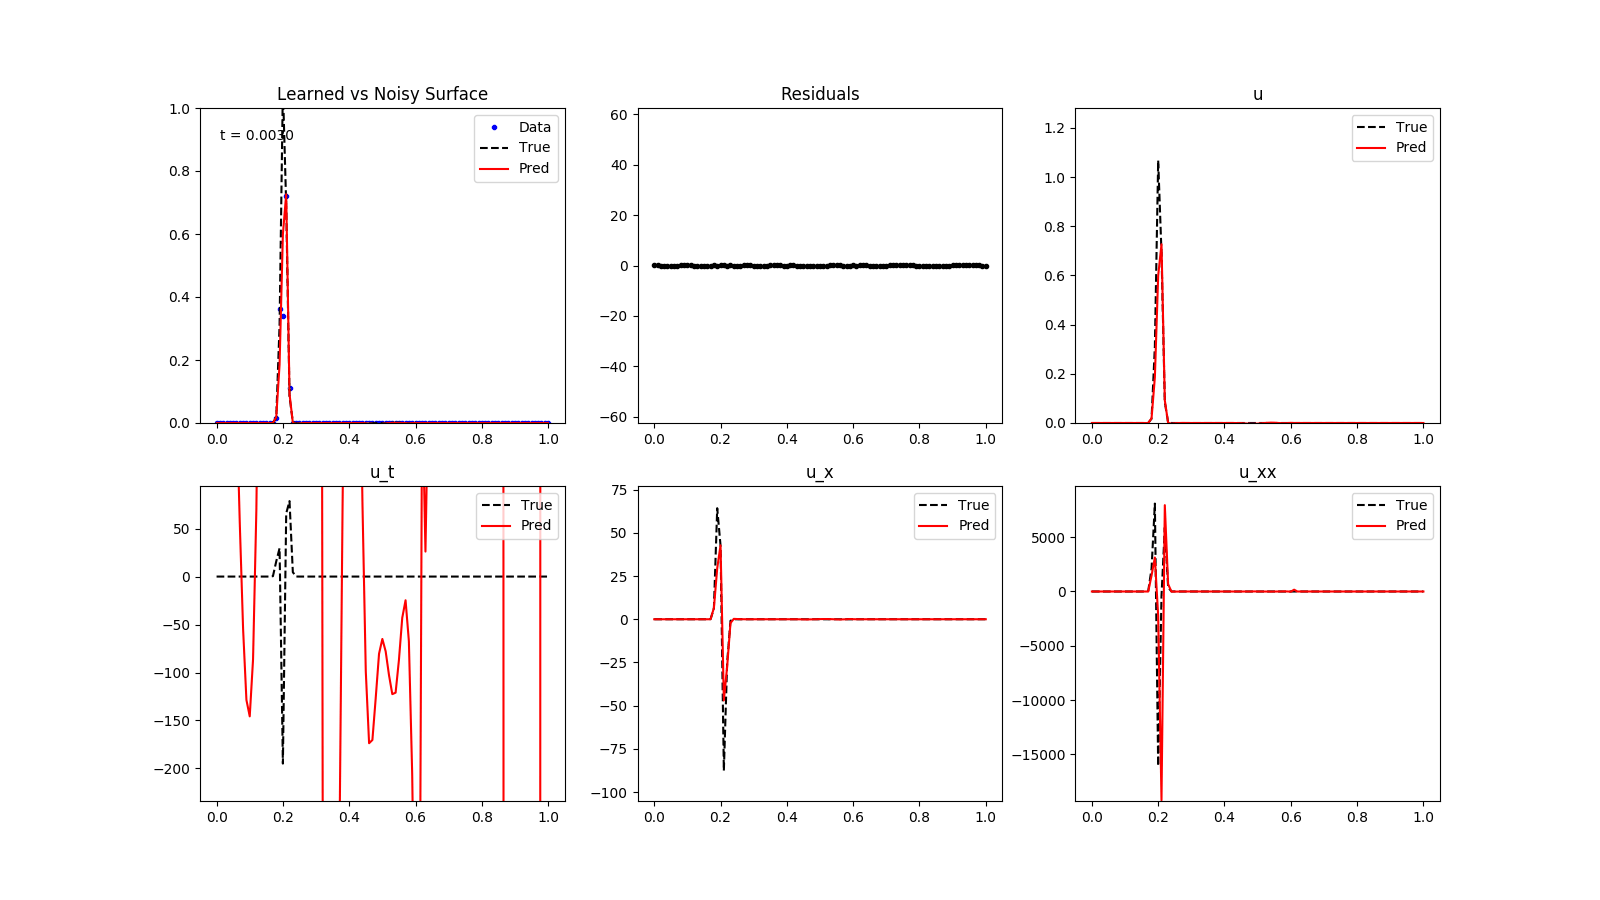 Learned vs Noisy Surface
1.0
0.8
0.6
0.4
0.2
0.0
t = 0.0030
Data
True
Pred
0.0 0.2 0.4 0.6 0.8 1.0
Residuals
60
40
20
0
−20
−40
−60
0.0 0.2 0.4 0.6 0.8 1.0
u
1.2
1.0
0.8
0.6
0.4
0.2
0.0
True
Pred
0.0 0.2 0.4 0.6 0.8 1.0
u_t
50
0
−50
−100
−150
−200
True
Pred
0.0 0.2 0.4 0.6 0.8 1.0
u_x
75
50
25
0
−25
−50
−75
−100
True
Pred
0.0 0.2 0.4 0.6 0.8 1.0
u_xx
5000
0
−5000
−10000
−15000
True
Pred
0.0 0.2 0.4 0.6 0.8 1.0